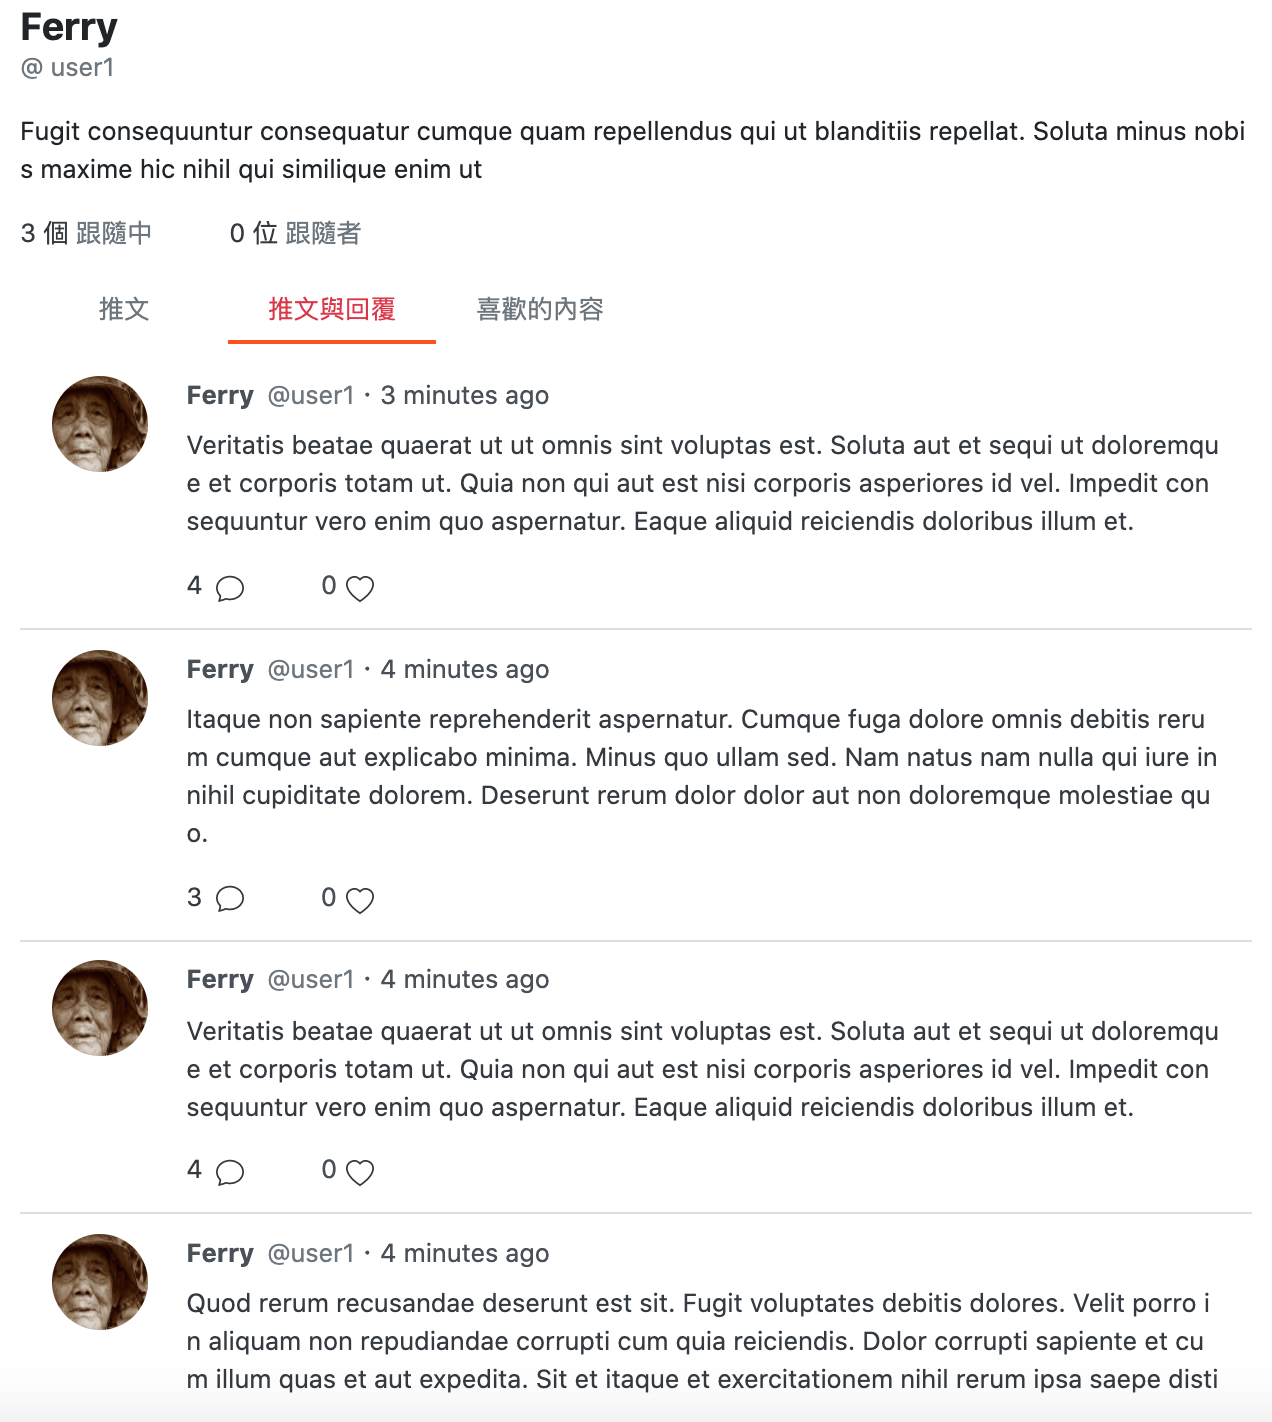 Ferry
@ user1
Fugit consequuntur consequatur cumque quam repellendus qui ut blanditiis repellat. Soluta minus nobi
s maxime hic nihil qui similique enim ut
3 個 跟隨中 0 位 跟隨者
推文 推文與回覆 喜歡的內容
Ferry @user1 · 3 minutes ago
Veritatis beatae quaerat ut ut omnis sint voluptas est. Soluta aut et sequi ut doloremqu
e et corporis totam ut. Quia non qui aut est nisi corporis asperiores id vel. Impedit con
sequuntur vero enim quo aspernatur. Eaque aliquid reiciendis doloribus illum et.
4 0
Ferry @user1 · 4 minutes ago
Itaque non sapiente reprehenderit aspernatur. Cumque fuga dolore omnis debitis reru
m cumque aut explicabo minima. Minus quo ullam sed. Nam natus nam nulla qui iure in
nihil cupiditate dolorem. Deserunt rerum dolor dolor aut non doloremque molestiae qu
o.
3 0
Ferry @user1 · 4 minutes ago
Veritatis beatae quaerat ut ut omnis sint voluptas est. Soluta aut et sequi ut doloremqu
e et corporis totam ut. Quia non qui aut est nisi corporis asperiores id vel. Impedit con
sequuntur vero enim quo aspernatur. Eaque aliquid reiciendis doloribus illum et.
4 0
Ferry @user1 · 4 minutes ago
Quod rerum recusandae deserunt est sit. Fugit voluptates debitis dolores. Velit porro i
n aliquam non repudiandae corrupti cum quia reiciendis. Dolor corrupti sapiente et cu
m illum quas et aut expedita. Sit et itaque et exercitationem nihil rerum ipsa saepe disti